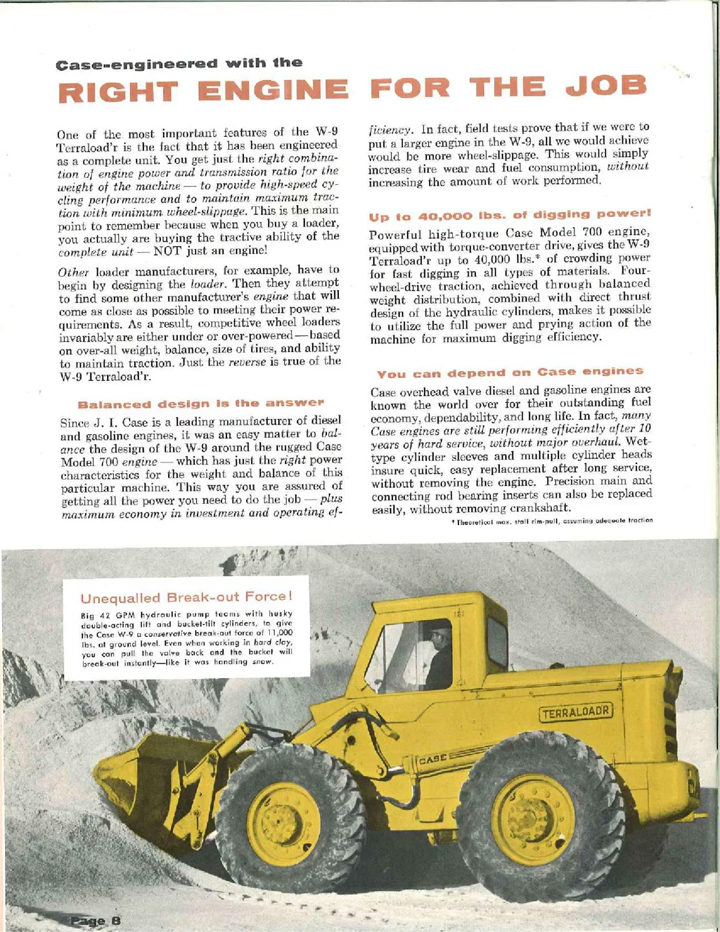 Case-engineered with the
RIGHT ENGINE FOR THE JOB
One of the most important features of the W-9
Terraload'r is the fact that it has been engineered
as a complete unit. You get just the right combina-
tion of engine power and transmission ratio for the
weight of the machine — to provide high-speed cy-
cling performance and to maintain maximum trac-
tion with minimum wheel-slippage. This is the main
point to remember because when you buy a loader,
you actually are buying the tractive ability of the
complete unit — NOT just an engine!
Other loader manufacturers, for example, have to
begin by designing the loader. Then they attempt
to find some other manufacturer's engine that will
come as close as possible to meeting their power re-
quirements. As a result, competitive wheel loaders
invariably are either under or over-powered—based
on over-all weight, balance, size of tires, and ability
to maintain traction. Just the reverse is true of the
W-9 Terraload'r.
Balanced design is the answer
Since J. I. Case is a leading manufacturer of diesel
and gasoline engines, it was an easy matter to bal-
ance the design of the W-9 around the rugged Case
Model 700 engine — which has just the right power
characteristics for the weight and balance of this
particular machine. This way you are assured of
getting all the power you need to do the job — plus
maximum economy in investment and operating ef-
ficiency. In fact, field tests prove that if we were to
put a larger engine in the W-9, all we would achieve
would be more wheel-slippage. This would simply
increase tire wear and fuel consumption, without
increasing the amount of work performed.
Up to 40,000 lbs. of digging power!
Powerful high-torque Case Model 700 engine,
equipped with torque-converter drive, gives the W-9
Terraload'r up to 40,000 lbs.* of crowding power
for fast digging in all types of materials. Four-
wheel-drive traction, achieved through balanced
weight distribution, combined with direct thrust
design of the hydraulic cylinders, makes it possible
to utilize the full power and prying action of the
machine for maximum digging efficiency.
You can depend on Case engines
Case overhead valve diesel and gasoline engines are
known the world over for their outstanding fuel
economy, dependability, and long life. In fact, many
Case engines are still performing efficiently after 10
years of hard service, without major overhaul. Wet-
type cylinder sleeves and multiple cylinder heads
insure quick, easy replacement after long service,
without removing the engine. Precision main and
connecting rod bearing inserts can also be replaced
easily, without removing crankshaft.
* Theoretical max. stall rim-pull, assuming adequate traction
Unequalled Break-out Force!
Big 42 GPM hydraulic pump teams with husky
double-acting lift and bucket-tilt cylinders, to give
the Case W-9 a conservative break-out force of 11,000
lbs. at ground level. Even when working in hard clay,
you can pull the valve back and the bucket will
break-out instantly—like it was handling snow.
TERRALOADR
CASE
Page 8